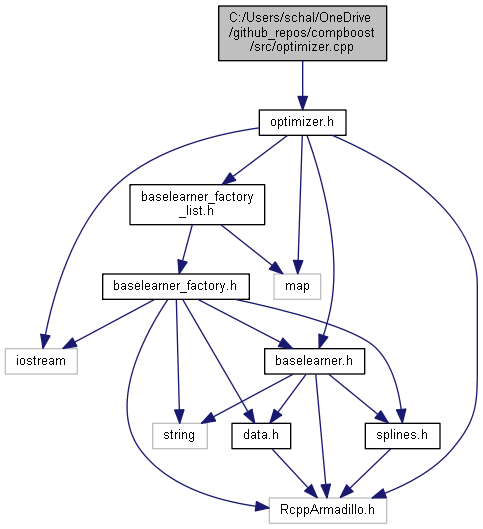 C:/Users/schal/OneDrive
/github_repos/compboost
/src/optimizer.cpp
optimizer.h
baselearner_factory
_list.h
baselearner_factory.h
map
iostream
baselearner.h
string
data.h
splines.h
RcppArmadillo.h